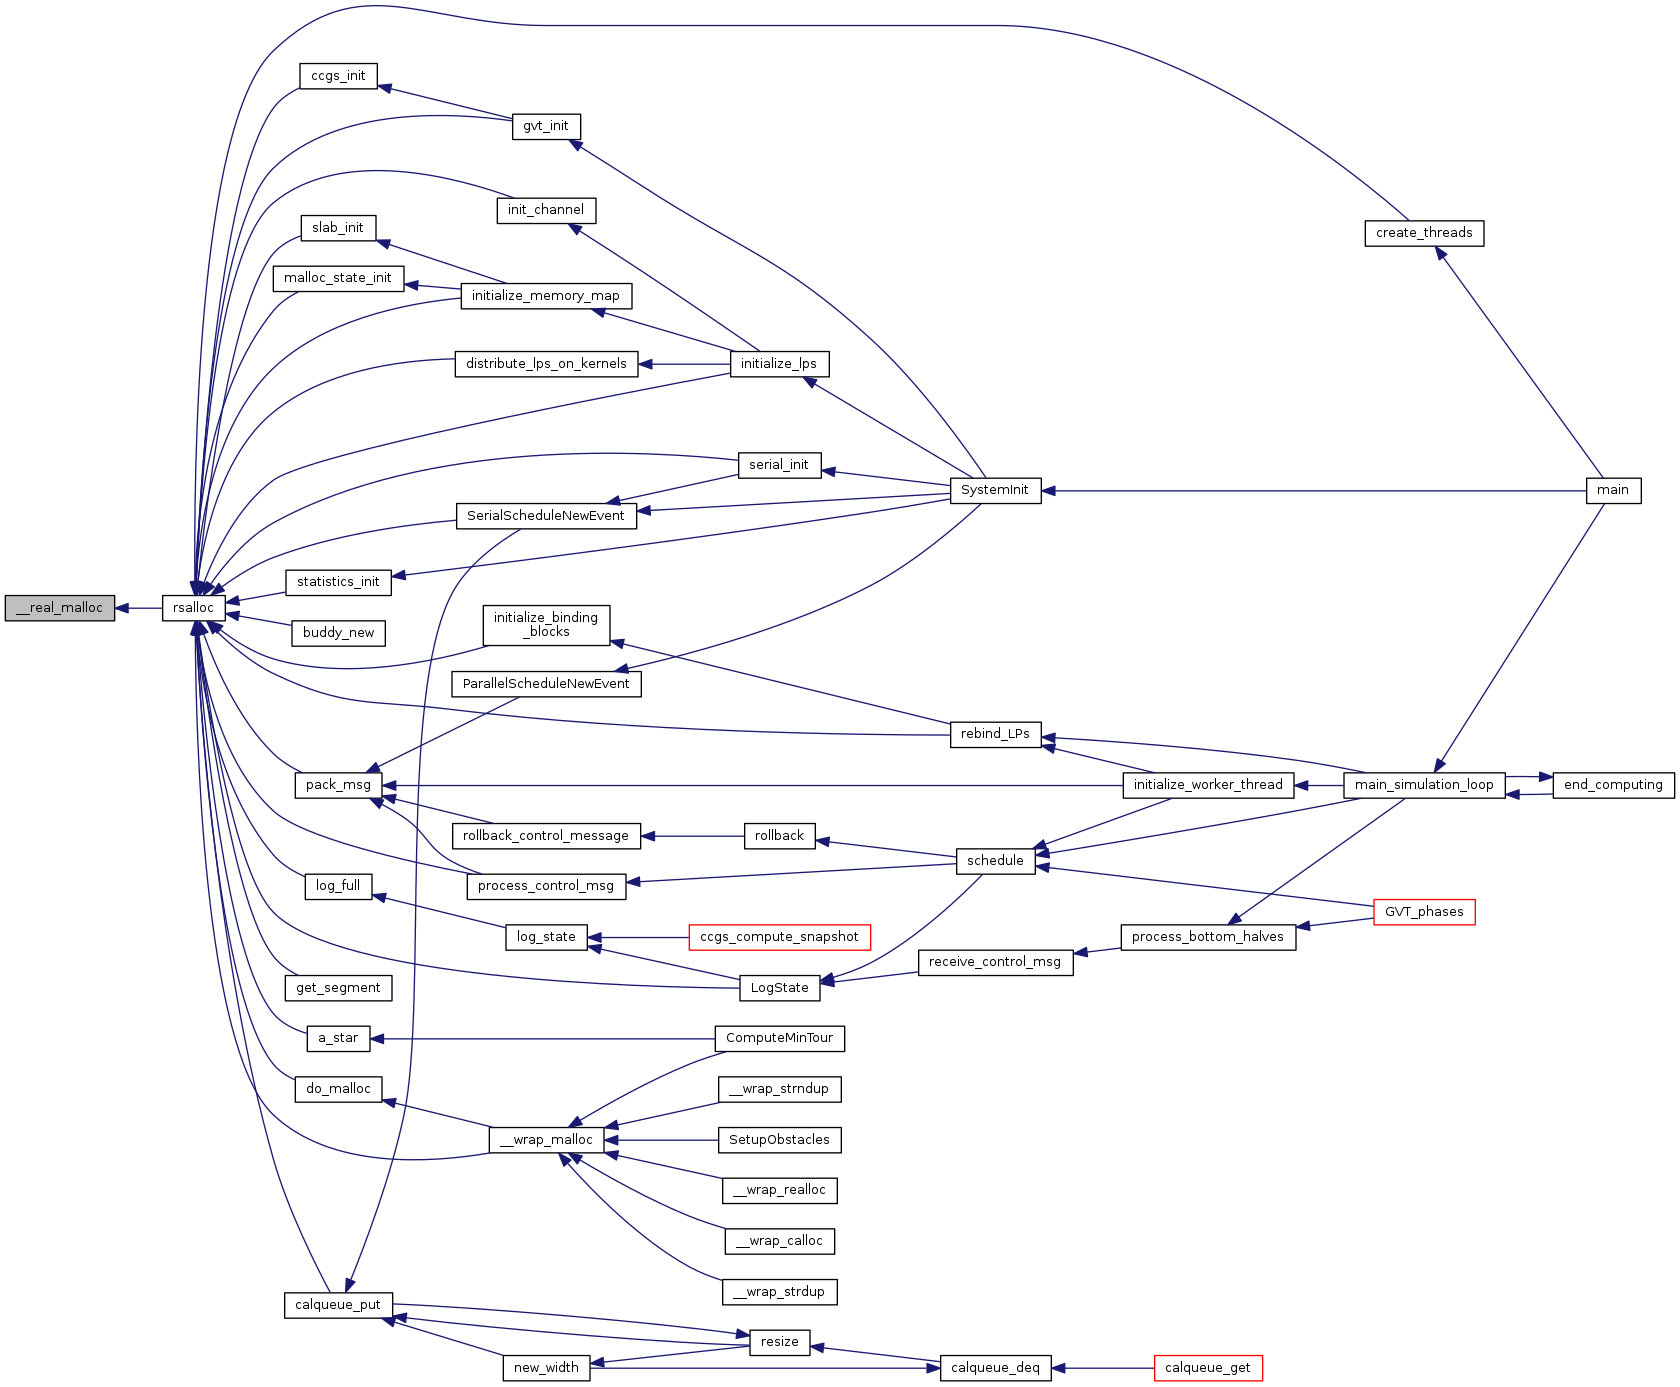 ccgs_init
gvt_init
init_channel
slab_init
create_threads
malloc_state_init
initialize_memory_map
distribute_lps_on_kernels
initialize_lps
serial_init
SystemInit
main
SerialScheduleNewEvent
statistics_init
__real_malloc
rsalloc
initialize_binding
_blocks
buddy_new
ParallelScheduleNewEvent
rebind_LPs
pack_msg
initialize_worker_thread
main_simulation_loop
end_computing
rollback_control_message
rollback
schedule
log_full
process_control_msg
GVT_phases
log_state
ccgs_compute_snapshot
process_bottom_halves
receive_control_msg
get_segment
LogState
a_star
ComputeMinTour
do_malloc
__wrap_strndup
__wrap_malloc
SetupObstacles
__wrap_realloc
__wrap_calloc
__wrap_strdup
calqueue_put
resize
new_width
calqueue_deq
calqueue_get